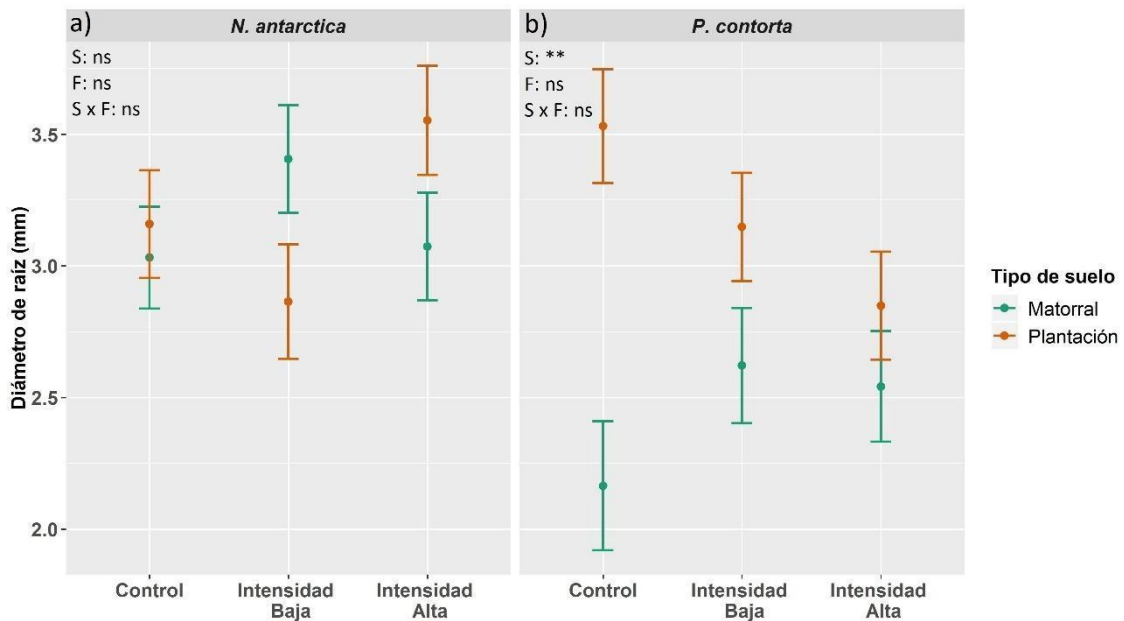 a)
N. antarctica
b)
P. contorta
S: ns
F: ns
S x F: ns
S: **
F: ns
S x F: ns
3.5
3.0
2.5
2.0
Diámetro de raíz (mm)
Control
Intensidad
Baja
Intensidad
Alta
Control
Intensidad
Baja
Intensidad
Alta
Tipo de suelo
Matorral
Plantación